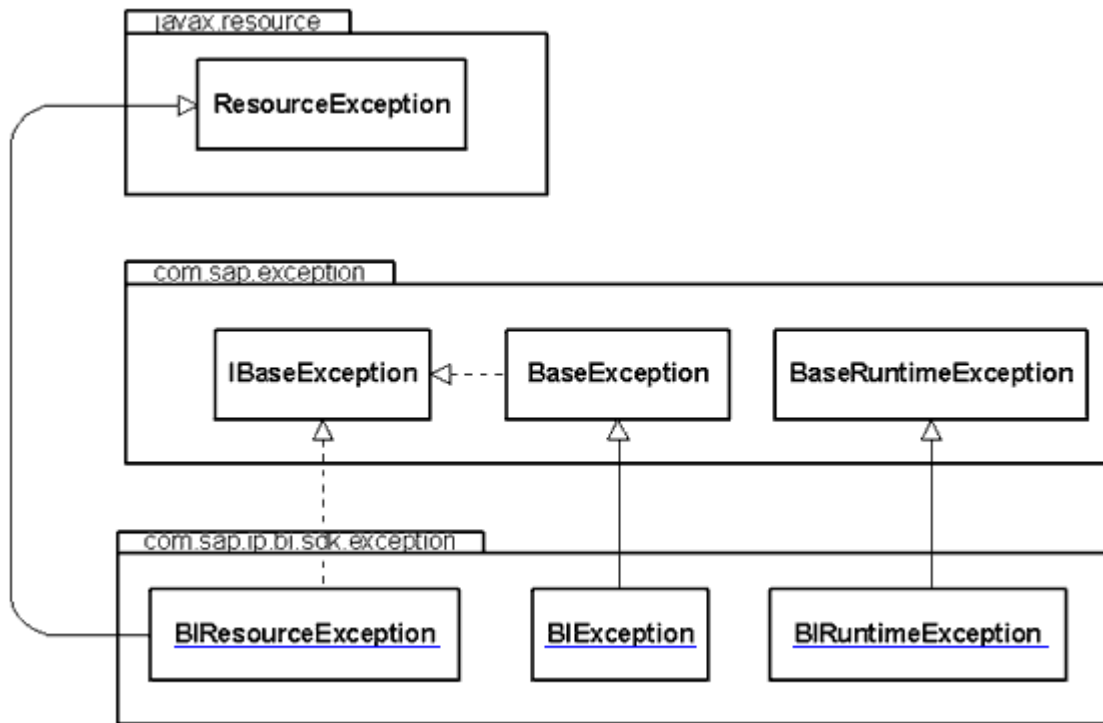 javax.resource
ResourceException
com.sap.exception
IBaseException
BaseException
BaseRuntimeException
com.sap.ip.bi.sdk.exception
BIResourceException
BIException
BIRuntimeException